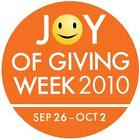 JOY
OF GIVING
WEEK 2010
SEP 26 – OCT 2